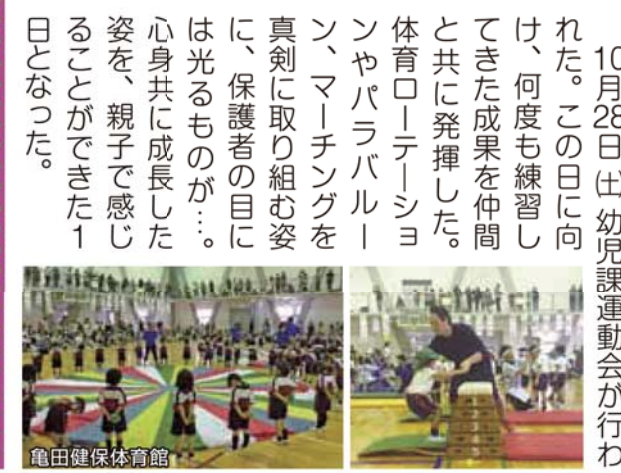 10月28日㈯幼児課運動会が行わ
れた。この日に向
け、何度も練習し
てきた成果を仲間
と共に発揮した。
体育ローテーショ
ンやパラバルー
ン、マーチングを
真剣に取り組む姿
に、保護者の目に
は光るものが…。
心身共に成長した
姿を、親子で感じ
ることができた1
日となった。
亀田健保体育館